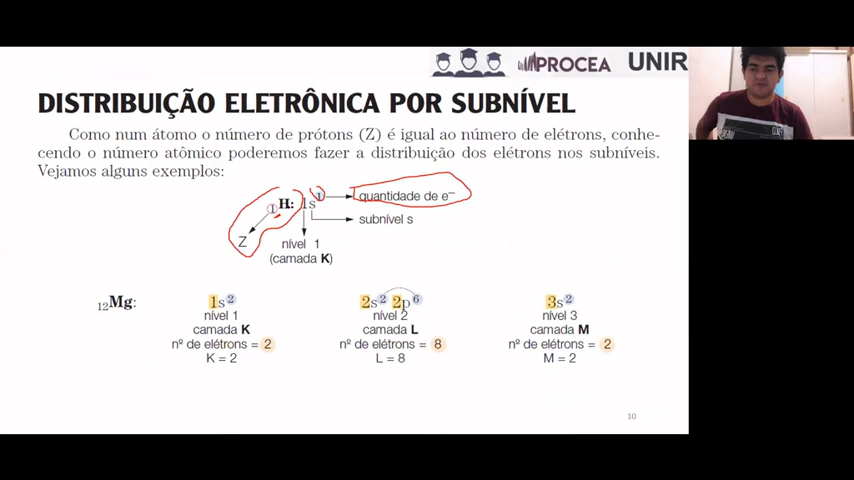 PROCEA UNIR
DISTRIBUIÇÃO ELETRÔNICA POR SUBNÍVEL
Como num átomo o número de prótons (Z) é igual ao número de elétrons, conhe-
cendo o número atômico poderemos fazer a distribuição dos elétrons nos subníveis.
Vejamos alguns exemplos:
1H: 1s1 quantidade de e−
subnível s
Z
nível 1
(camada K)
12Mg: 1s2 2s2 2p6 3s2
nível 1 nível 2 nível 3
camada K camada L camada M
nº de elétrons = 2 nº de elétrons = 8 nº de elétrons = 2
K = 2 L = 8 M = 2
10